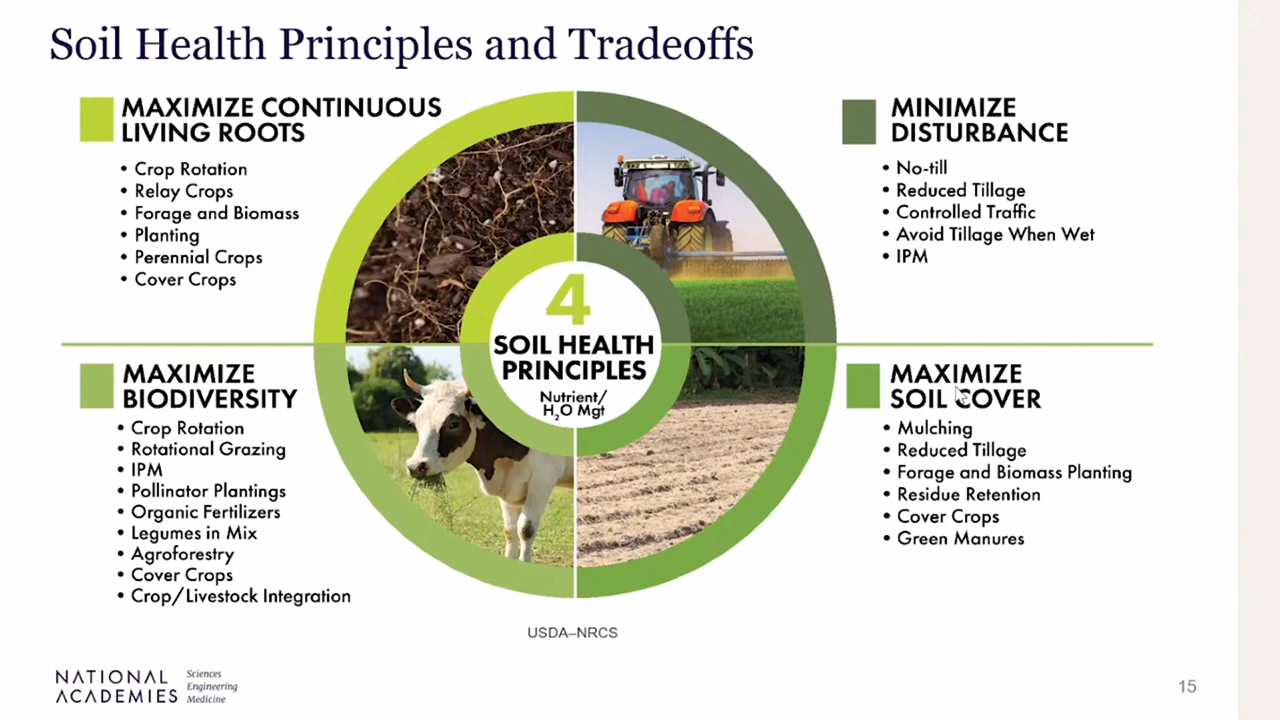 Soil Health Principles and Tradeoffs
MAXIMIZE CONTINUOUS
LIVING ROOTS
• Crop Rotation
• Relay Crops
• Forage and Biomass
• Planting
• Perennial Crops
• Cover Crops
MINIMIZE
DISTURBANCE
• No-till
• Reduced Tillage
• Controlled Traffic
• Avoid Tillage When Wet
• IPM
4
SOIL HEALTH
PRINCIPLES
Nutrient/
H₂O Mgt
MAXIMIZE
BIODIVERSITY
• Crop Rotation
• Rotational Grazing
• IPM
• Pollinator Plantings
• Organic Fertilizers
• Legumes in Mix
• Agroforestry
• Cover Crops
• Crop/Livestock Integration
MAXIMIZE
SOIL COVER
• Mulching
• Reduced Tillage
• Forage and Biomass Planting
• Residue Retention
• Cover Crops
• Green Manures
USDA–NRCS
NATIONAL
ACADEMIES
Sciences
Engineering
Medicine
15